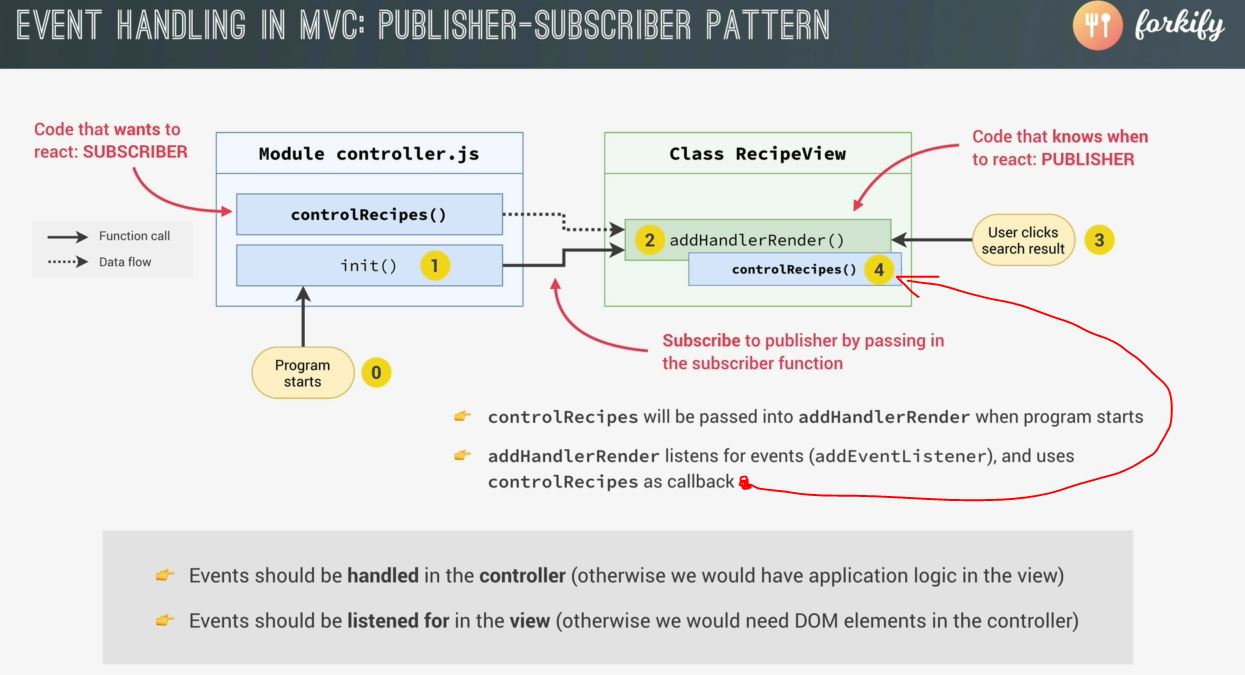 EVENT HANDLING IN MVC: PUBLISHER-SUBSCRIBER PATTERN
forkify
Code that wants to
react: SUBSCRIBER
Module controller.js
Class RecipeView
Code that knows when
to react: PUBLISHER
controlRecipes()
Function call
Data flow
init()
1
2
addHandlerRender()
controlRecipes()
4
User clicks
search result
3
Subscribe to publisher by passing in
the subscriber function
Program
starts
0
👉 controlRecipes will be passed into addHandlerRender when program starts
👉 addHandlerRender listens for events (addEventListener), and uses
controlRecipes as callback
👉 Events should be handled in the controller (otherwise we would have application logic in the view)
👉 Events should be listened for in the view (otherwise we would need DOM elements in the controller)